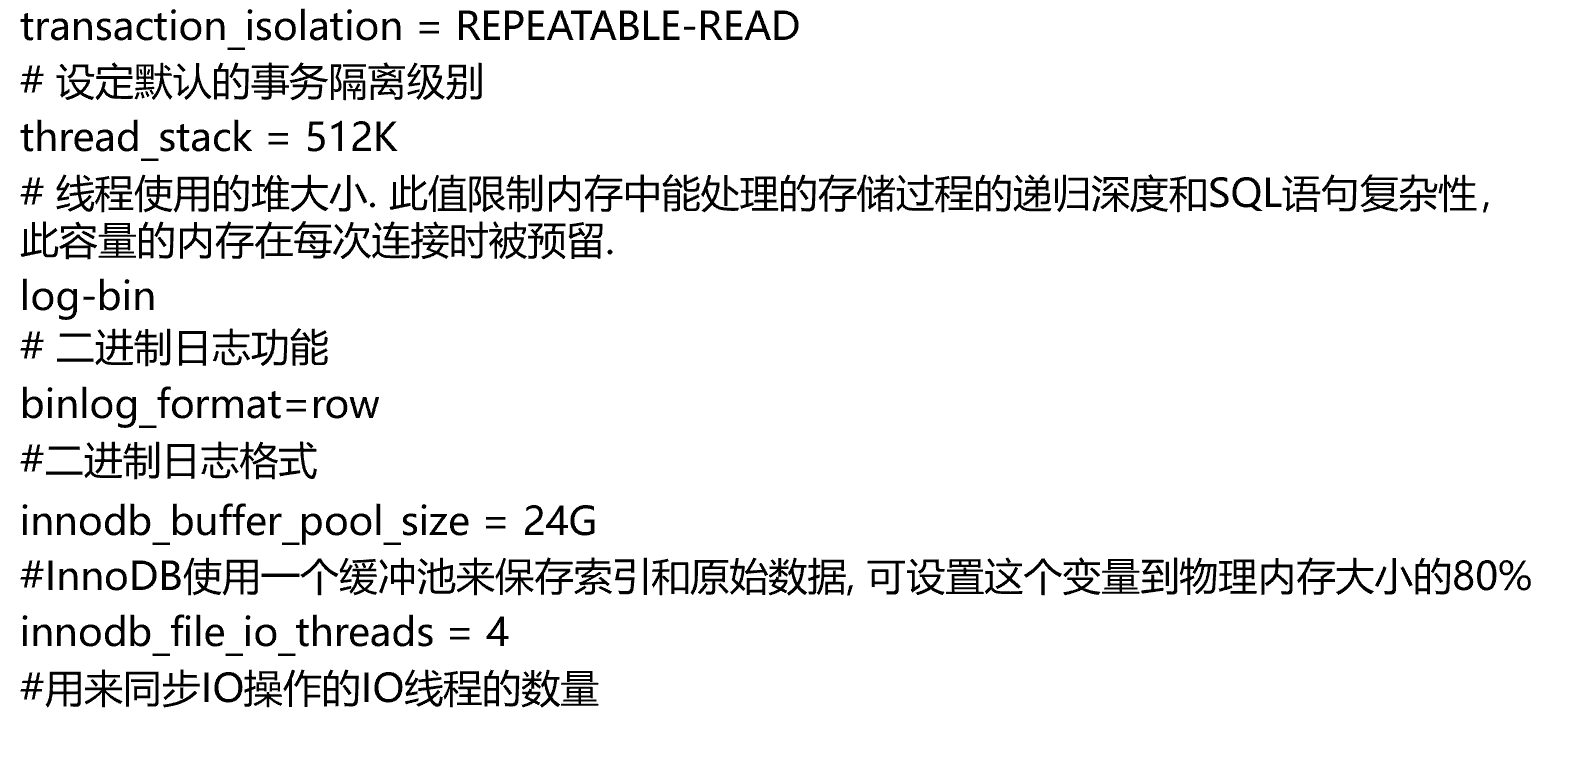 transaction_isolation = REPEATABLE-READ
# 设定默认的事务隔离级别
thread_stack = 512K
# 线程使用的堆大小. 此值限制内存中能处理的存储过程的递归深度和SQL语句复杂性，
此容量的内存在每次连接时被预留.
log-bin
# 二进制日志功能
binlog_format=row
#二进制日志格式
innodb_buffer_pool_size = 24G
#InnoDB使用一个缓冲池来保存索引和原始数据, 可设置这个变量到物理内存大小的80%
innodb_file_io_threads = 4
#用来同步IO操作的IO线程的数量